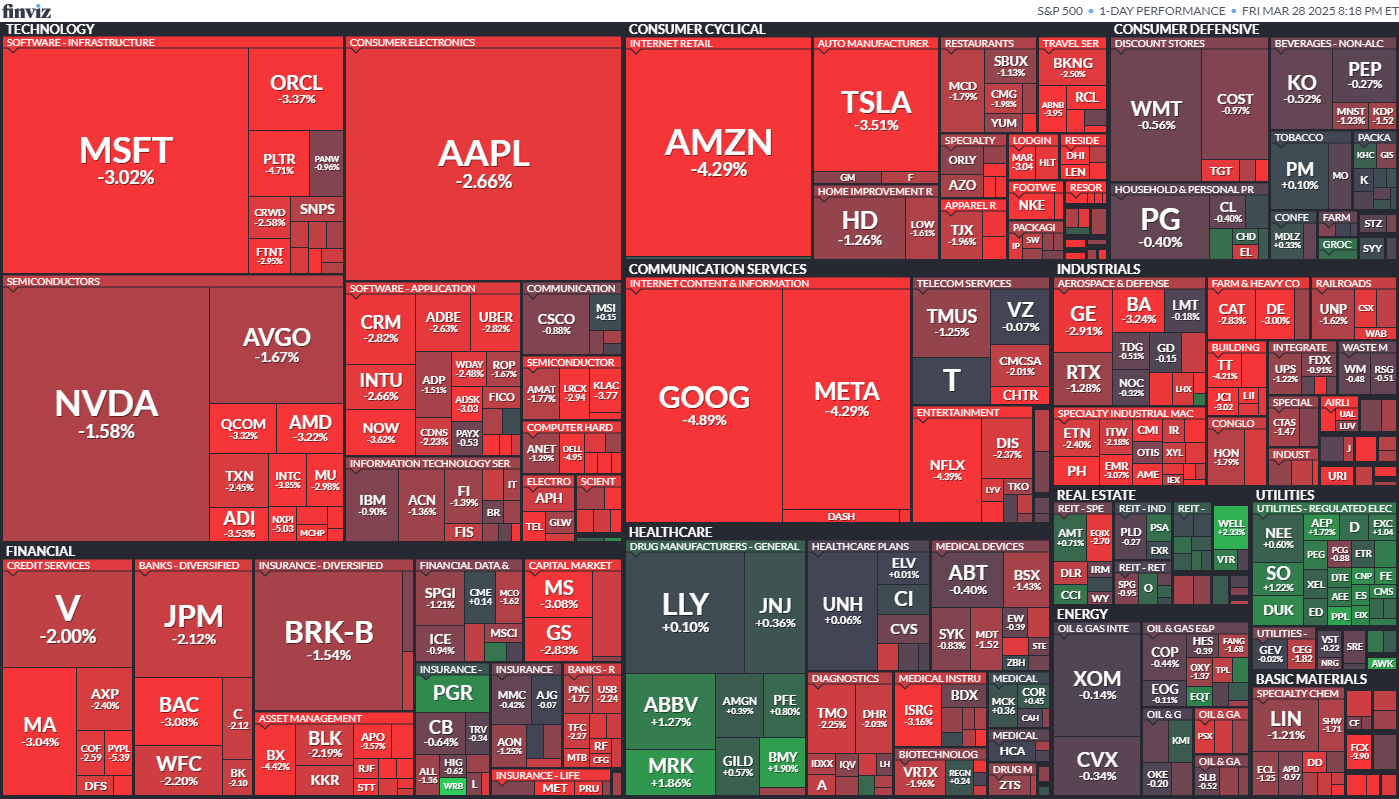 finviz
S&P 500 • 1-DAY PERFORMANCE • FRI MAR 28 2025 8:18 PM ET
TECHNOLOGY
SOFTWARE - INFRASTRUCTURE
MSFT
-3.02%
ORCL
-3.37%
PLTR
-4.71%
PANW
-0.96%
CRWD
-2.58%
SNPS
FTNT
-2.95%
CONSUMER ELECTRONICS
AAPL
-2.66%
SEMICONDUCTORS
NVDA
-1.58%
AVGO
-1.67%
QCOM
-3.32%
AMD
-3.22%
TXN
-2.45%
INTC
-3.85%
MU
-2.98%
ADI
-3.53%
NXPI
-5.03
MCHP
SOFTWARE - APPLICATION
CRM
-2.82%
ADBE
-2.63%
UBER
-2.82%
INTU
-2.66%
ADP
-1.51%
WDAY
-2.48%
ROP
-1.67%
ADSK
-3.03
FICO
NOW
-3.62%
CDNS
-2.23%
PAYX
-0.53
COMMUNICATION
CSCO
-0.88%
MSI
+0.15
SEMICONDUCTOR
AMAT
-1.77%
LRCX
-2.94
KLAC
-3.77
COMPUTER HARD
ANET
-1.29%
DELL
-4.95
INFORMATION TECHNOLOGY SER
IBM
-0.90%
ACN
-1.36%
FI
-1.39%
IT
BR
FIS
ELECTRO
APH
TEL
GLW
SCIENT
CONSUMER CYCLICAL
INTERNET RETAIL
AMZN
-4.29%
AUTO MANUFACTURER
TSLA
-3.51%
GM
F
HOME IMPROVEMENT R
HD
-1.26%
LOW
-1.61%
RESTAURANTS
MCD
-1.79%
SBUX
-1.13%
CMG
-1.98%
YUM
TRAVEL SER
BKNG
-2.50%
ABNB
-3.95
RCL
SPECIALTY
ORLY
AZO
LODGIN
MAR
-3.04
HLT
RESIDE
DHI
LEN
APPAREL R
TJX
-1.96%
FOOTWE
NKE
RESOR
PACKAGI
IP
SW
CONSUMER DEFENSIVE
DISCOUNT STORES
WMT
-0.56%
COST
-0.97%
TGT
BEVERAGES - NON-ALC
KO
-0.52%
PEP
-0.27%
MNST
-1.23%
KDP
-1.52
TOBACCO
PM
+0.10%
MO
PACKA
KHC
GIS
K
HOUSEHOLD & PERSONAL PR
PG
-0.40%
CL
-0.40%
CHD
EL
CONFE
MDLZ
+0.33%
FARM
GROC
STZ
SYY
COMMUNICATION SERVICES
INTERNET CONTENT & INFORMATION
GOOG
-4.89%
META
-4.29%
DASH
TELECOM SERVICES
TMUS
-1.25%
VZ
-0.07%
T
CMCSA
-2.01%
CHTR
ENTERTAINMENT
NFLX
-4.39%
DIS
-2.37%
LYV
TKO
INDUSTRIALS
AEROSPACE & DEFENSE
GE
-2.91%
BA
-3.24%
LMT
-0.18%
RTX
-1.28%
TDG
-0.51%
GD
-0.15
NOC
-0.32%
LHX
FARM & HEAVY CO
CAT
-2.83%
DE
-3.00%
RAILROADS
UNP
-1.62%
CSX
WAB
BUILDING
TT
-4.21%
JCI
-3.02
LII
INTEGRATE
UPS
-1.22%
FDX
-0.91%
WASTE M
WM
-0.48
RSG
-0.51
SPECIALTY INDUSTRIAL MAC
ETN
-2.40%
ITW
-2.18%
CMI
IR
OTIS
XYL
PH
EMR
-3.07%
AME
IEX
CONGLO
HON
-1.79%
SPECIAL
CTAS
-1.47
AIRLI
UAL
LUV
J
INDUST
URI
FINANCIAL
CREDIT SERVICES
V
-2.00%
MA
-3.04%
AXP
-2.40%
COF
-2.59
PYPL
-5.39
DFS
BANKS - DIVERSIFIED
JPM
-2.12%
BAC
-3.08%
C
-2.12
WFC
-2.20%
BK
-2.10
INSURANCE - DIVERSIFIED
BRK-B
-1.54%
ASSET MANAGEMENT
BX
-4.42%
BLK
-2.19%
APO
-3.57%
KKR
RJF
STT
FINANCIAL DATA &
SPGI
-1.21%
CME
+0.14
MCO
-1.62
ICE
-0.94%
MSCI
CAPITAL MARKET
MS
-3.08%
GS
-2.83%
INSURANCE -
PGR
CB
-0.64%
TRV
-0.34
ALL
-1.36
HIG
-0.62
WRB
L
INSURANCE
MMC
-0.42%
AJG
-0.07
AON
-1.25%
BANKS - R
PNC
-1.77
USB
-2.24
TFC
-2.27
RF
MTB
CFG
INSURANCE - LIFE
MET
PRU
HEALTHCARE
DRUG MANUFACTURERS - GENERAL
LLY
+0.10%
JNJ
+0.36%
ABBV
+1.27%
AMGN
+0.39%
PFE
+0.80%
MRK
+1.86%
GILD
+0.57%
BMY
+1.90%
HEALTHCARE PLANS
UNH
+0.06%
ELV
+0.01%
CI
CVS
MEDICAL DEVICES
ABT
-0.40%
BSX
-1.43%
SYK
-0.83%
MDT
-1.52
EW
-0.39
STE
ZBH
DIAGNOSTICS
TMO
-2.25%
DHR
-2.03%
IDXX
IQV
LH
A
MEDICAL INSTRU
ISRG
-3.16%
BDX
BIOTECHNOLOG
VRTX
-1.96%
REGN
+0.24
MEDICAL
MCK
+0.36
COR
+0.45
CAH
MEDICAL
HCA
DRUG M
ZTS
REAL ESTATE
REIT - SPE
AMT
+0.71%
EQIX
-2.70
DLR
IRM
CCI
WY
REIT - IND
PLD
-0.27
PSA
EXR
REIT - RET
SPG
-0.95
O
REIT -
WELL
+2.33%
VTR
UTILITIES
UTILITIES - REGULATED ELEC
NEE
+0.60%
AEP
+1.72%
D
EXC
+1.04
SO
+1.22%
PEG
PCG
-0.88
ETR
XEL
DTE
CNP
FE
AEE
ES
CMS
DUK
ED
PPL
EIX
UTILITIES -
GEV
-0.02%
CEG
-1.82
VST
-0.22
NRG
SRE
AWK
ENERGY
OIL & GAS INTE
XOM
-0.14%
CVX
-0.34%
OIL & GAS E&P
COP
-0.44%
HES
-0.39
FANG
-1.68
EOG
-0.11%
OXY
-1.37
TPL
EQT
OIL & G
KMI
OKE
-0.20
OIL & GA
PSX
OIL & GA
SLB
-0.52
BASIC MATERIALS
SPECIALTY CHEM
LIN
-1.21%
SHW
-1.71
ECL
-1.25
APD
-0.97
DD
CF
FCX
-3.90